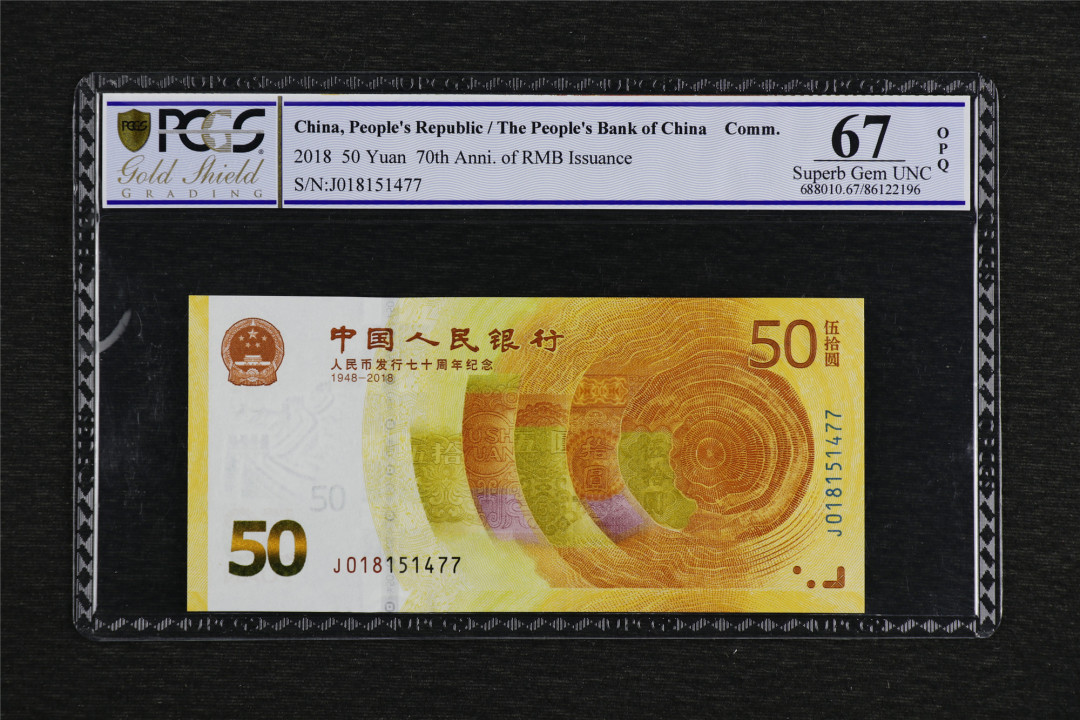 PCGS
PCGS
Gold Shield
GRADING
China, People's Republic / The People's Bank of China Comm.
2018 50 Yuan 70th Anni. of RMB Issuance
S/N:J018151477
67
Superb Gem UNC
688010.67/86122196
OPQ
中国人民银行
人民币发行七十周年纪念
1948-2018
50
伍拾圆
50
50
J018151477
J018151477